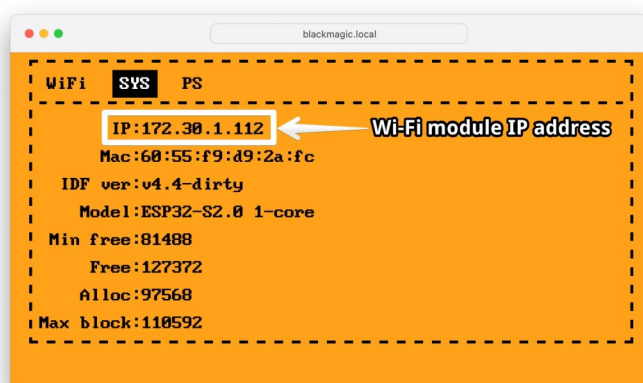 blackmagic.local
WiFi SYS PS
IP:172.30.1.112 Wi-Fi module IP address
Mac:60:55:f9:d9:2a:fc
IDF ver:v4.4-dirty
Model:ESP32-S2.0 1-core
Min free:81488
Free:127372
Alloc:97568
Max block:110592